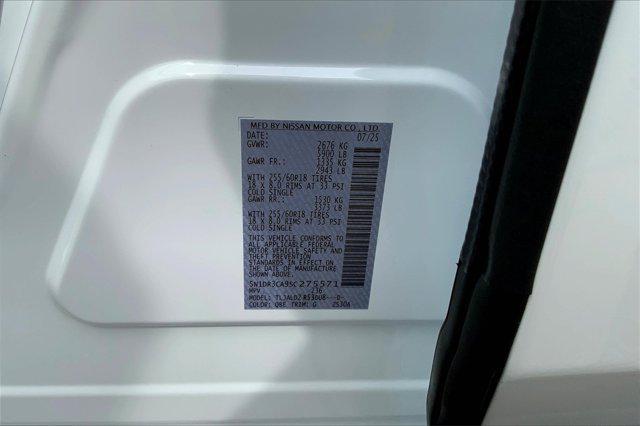 MFD BY NISSAN MOTOR CO., LTD.
DATE: 07/25
GVWR: 2676 KG
5900 LB
GAWR FR.: 1335 KG
2943 LB
WITH 255/60R18 TIRES
18 X 8.0 RIMS AT 33 PSI
COLD SINGLE
GAWR RR.: 1530 KG
3373 LB
WITH 255/60R18 TIRES
18 X 8.0 RIMS AT 33 PSI
COLD SINGLE
THIS VEHICLE CONFORMS TO
ALL APPLICABLE FEDERAL
MOTOR VEHICLE SAFETY AND
THEFT PREVENTION
STANDARDS IN EFFECT ON
THE DATE OF MANUFACTURE
SHOWN ABOVE.
5N1DR3CA9SC275571
MPV 236
MODEL:
COLOR: QBE TRIM: G 2530A